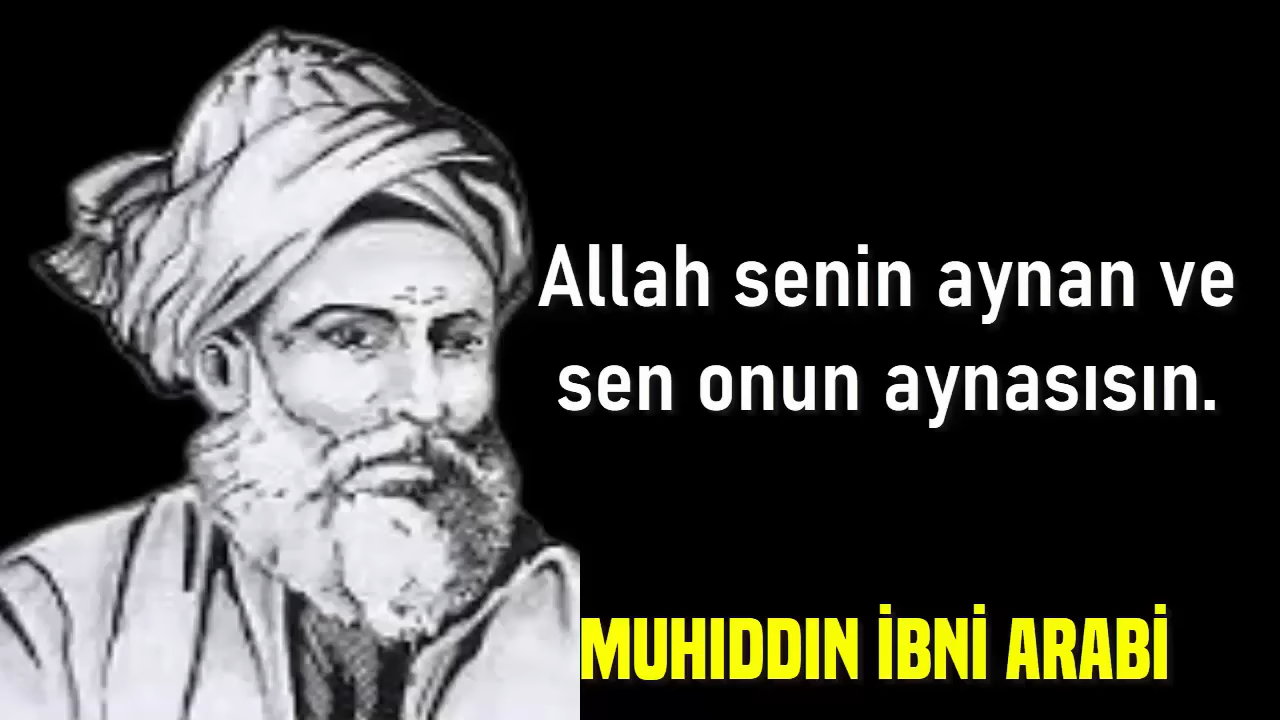 Allah senin aynan ve
sen onun aynasısın.
MUHIDDIN İBNİ ARABİ